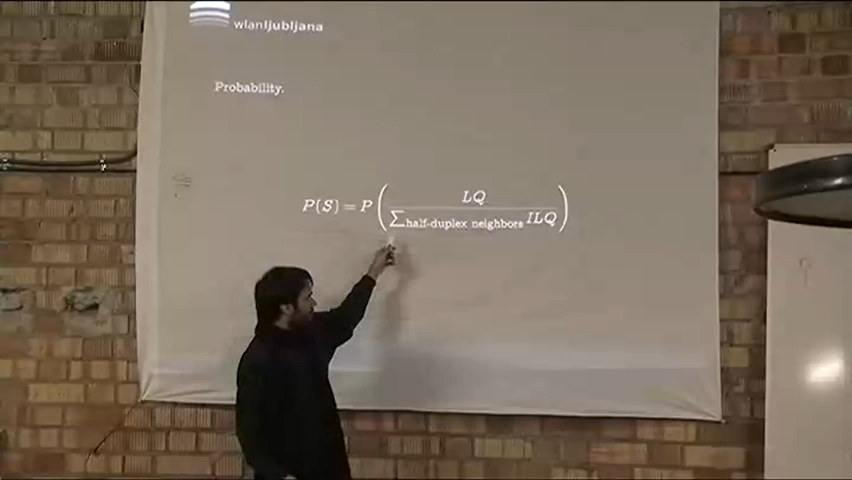 wlanljubljana
Probability.
P(S) = P ( LQ / ∑half-duplex neighbors ILQ )